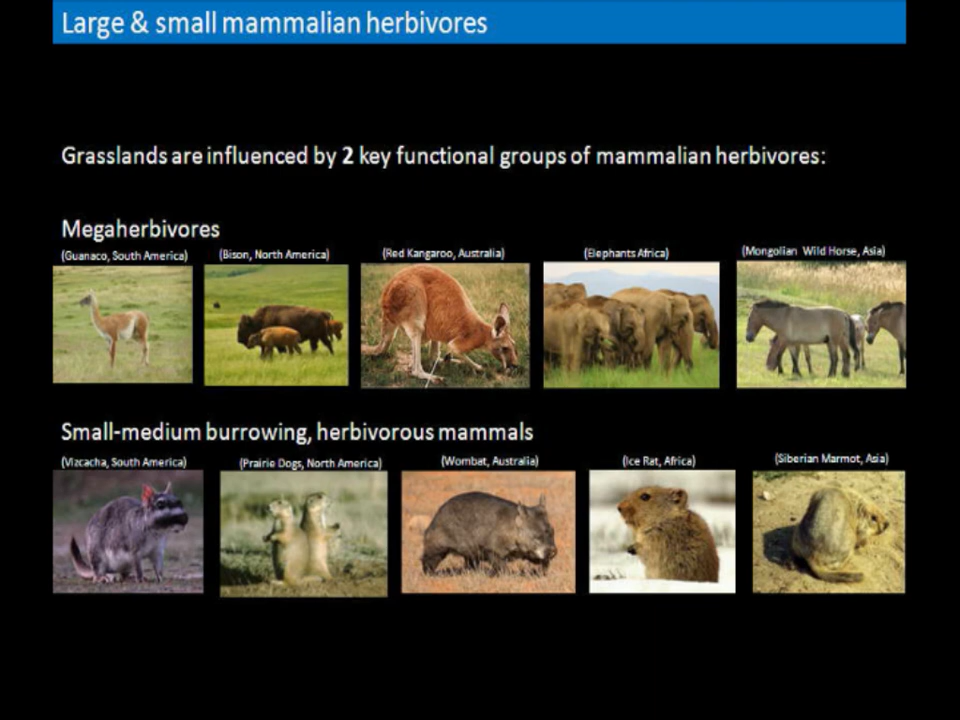 Large & small mammalian herbivores
Grasslands are influenced by 2 key functional groups of mammalian herbivores:
Megaherbivores
(Guanaco, South America) (Bison, North America) (Red Kangaroo, Australia) (Elephants Africa) (Mongolian Wild Horse, Asia)
Small-medium burrowing, herbivorous mammals
(Vizcacha, South America) (Prairie Dogs, North America) (Wombat, Australia) (Ice Rat, Africa) (Siberian Marmot, Asia)